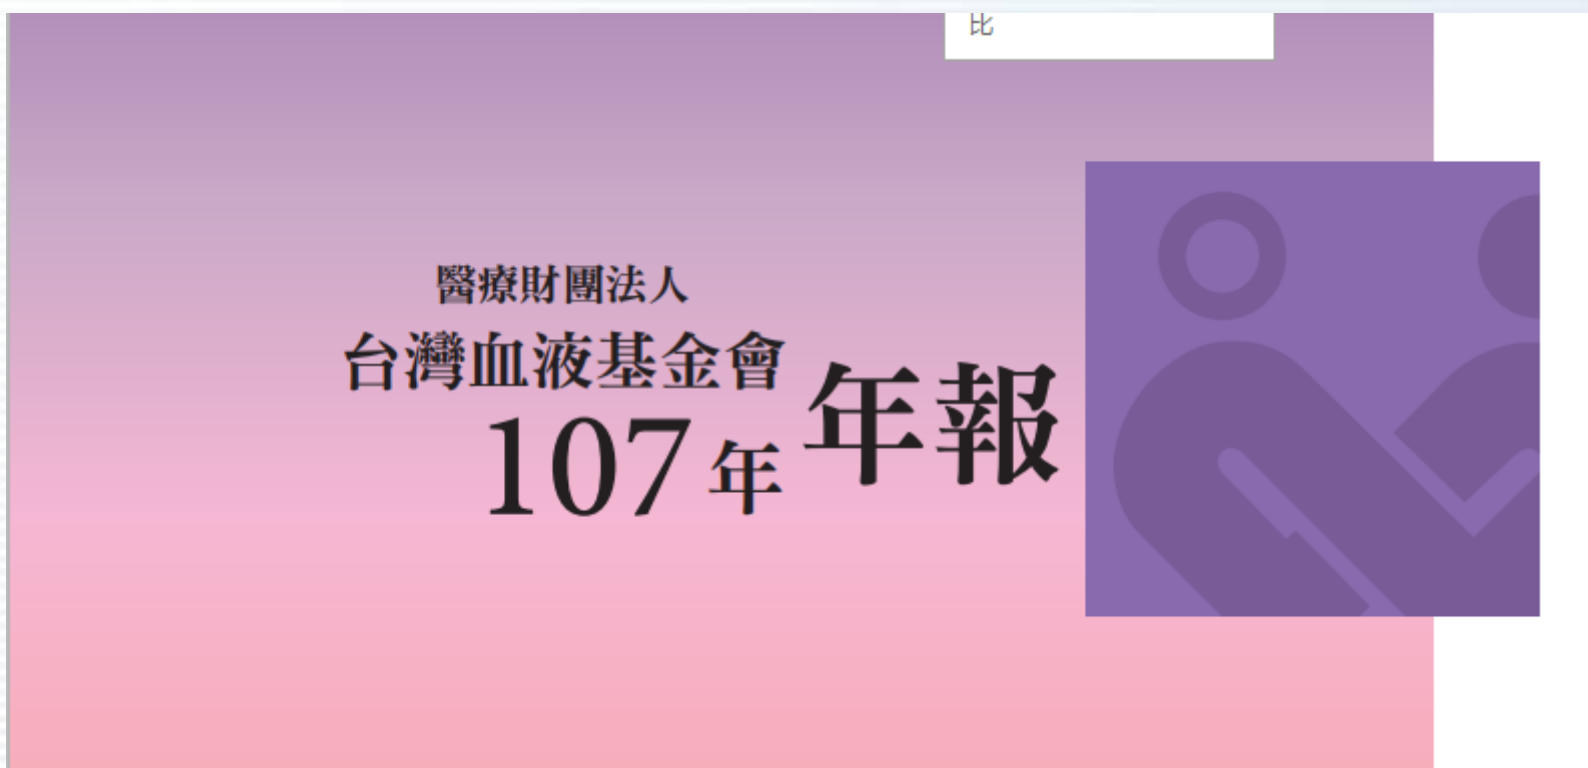 比
醫療財團法人
台灣血液基金會
107年
年報